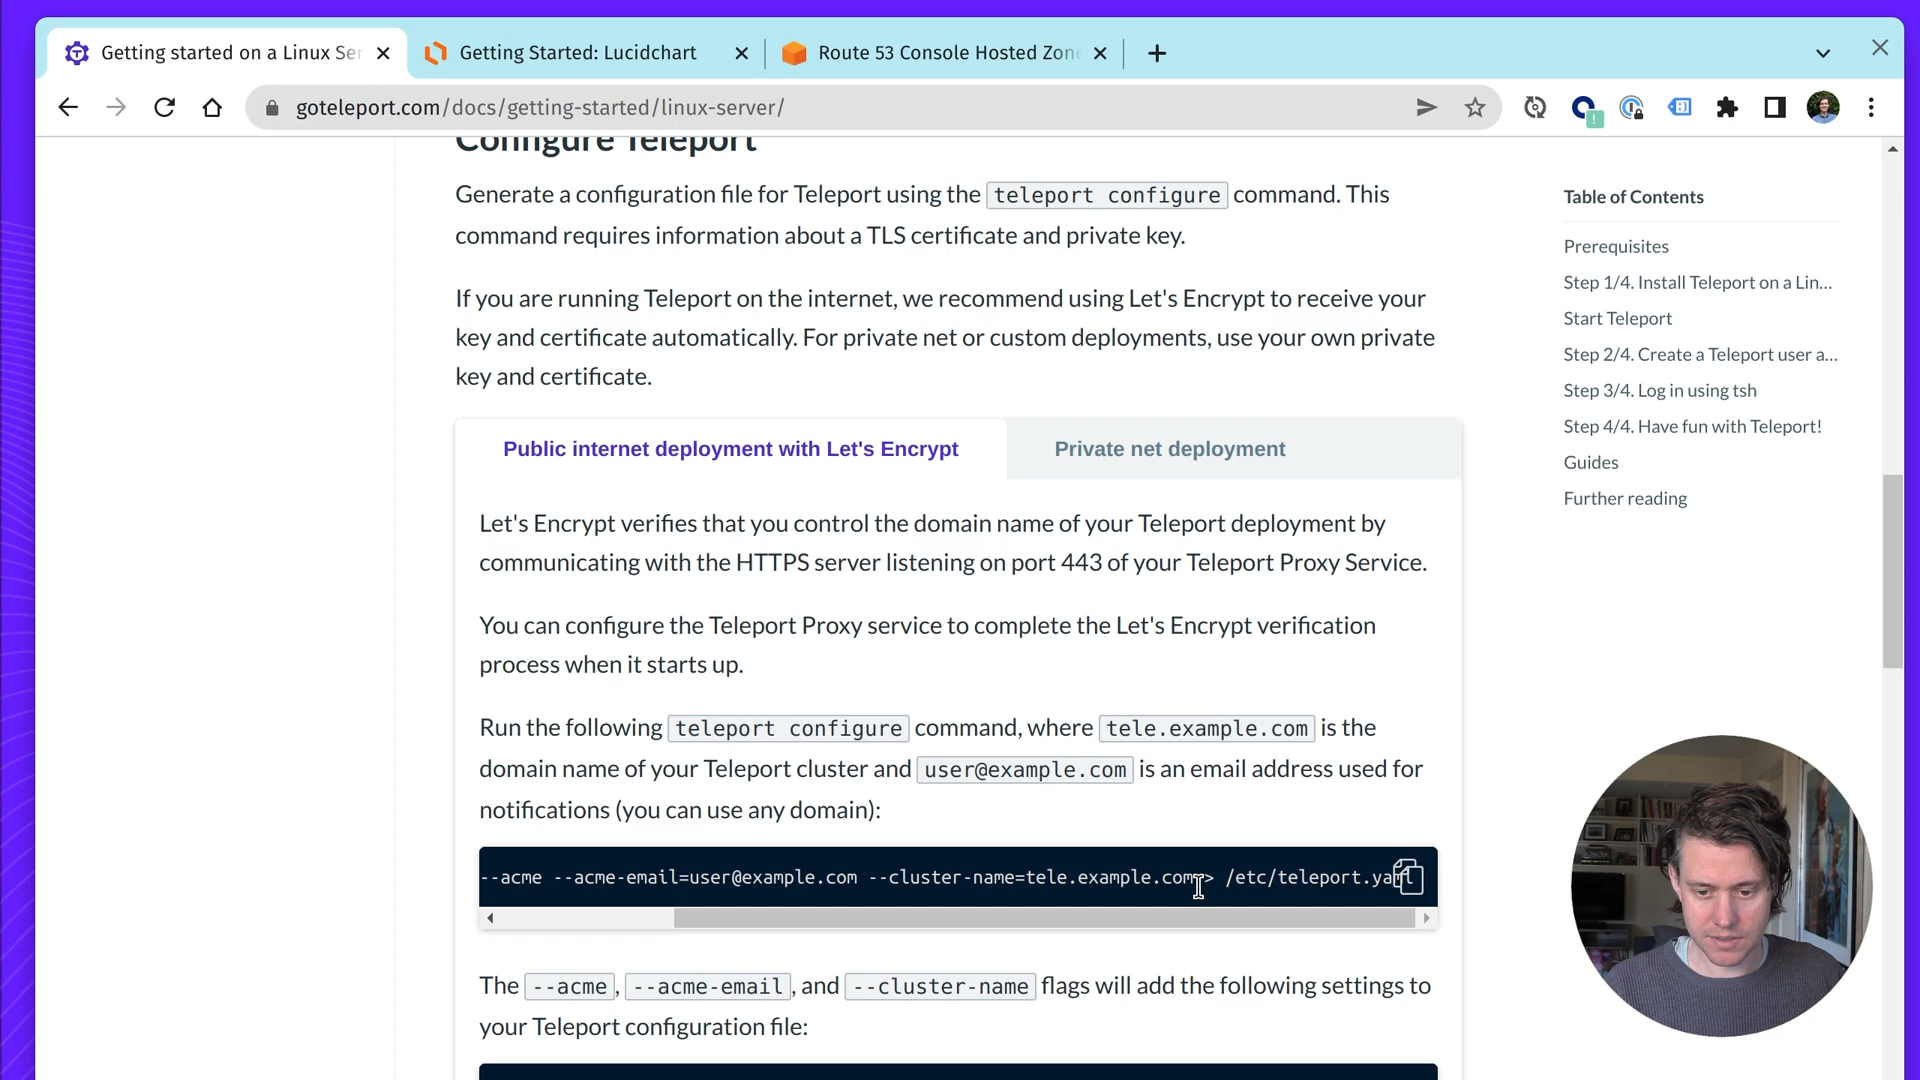 Getting started on a Linux Ser
Getting Started: Lucidchart
Route 53 Console Hosted Zone
goteleport.com/docs/getting-started/linux-server/
Configure Teleport
Generate a configuration file for Teleport using the teleport configure command. This
command requires information about a TLS certificate and private key.
If you are running Teleport on the internet, we recommend using Let's Encrypt to receive your
key and certificate automatically. For private net or custom deployments, use your own private
key and certificate.
Public internet deployment with Let's Encrypt
Private net deployment
Let's Encrypt verifies that you control the domain name of your Teleport deployment by
communicating with the HTTPS server listening on port 443 of your Teleport Proxy Service.
You can configure the Teleport Proxy service to complete the Let's Encrypt verification
process when it starts up.
Run the following teleport configure command, where tele.example.com is the
domain name of your Teleport cluster and user@example.com is an email address used for
notifications (you can use any domain):
--acme --acme-email=user@example.com --cluster-name=tele.example.com > /etc/teleport.yaml
The --acme, --acme-email, and --cluster-name flags will add the following settings to
your Teleport configuration file:
Table of Contents
Prerequisites
Step 1/4. Install Teleport on a Lin...
Start Teleport
Step 2/4. Create a Teleport user a...
Step 3/4. Log in using tsh
Step 4/4. Have fun with Teleport!
Guides
Further reading